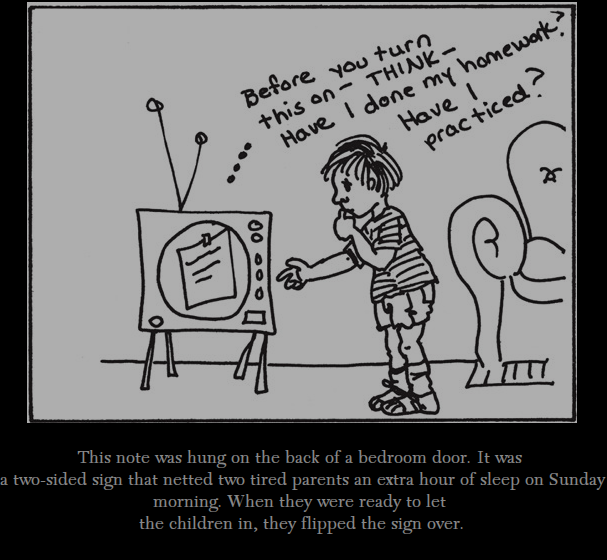 Before you turn
this on — THINK —
Have I done my homework?
Have I
practiced?
This note was hung on the back of a bedroom door. It was
a two-sided sign that netted two tired parents an extra hour of sleep on Sunday
morning. When they were ready to let
the children in, they flipped the sign over.